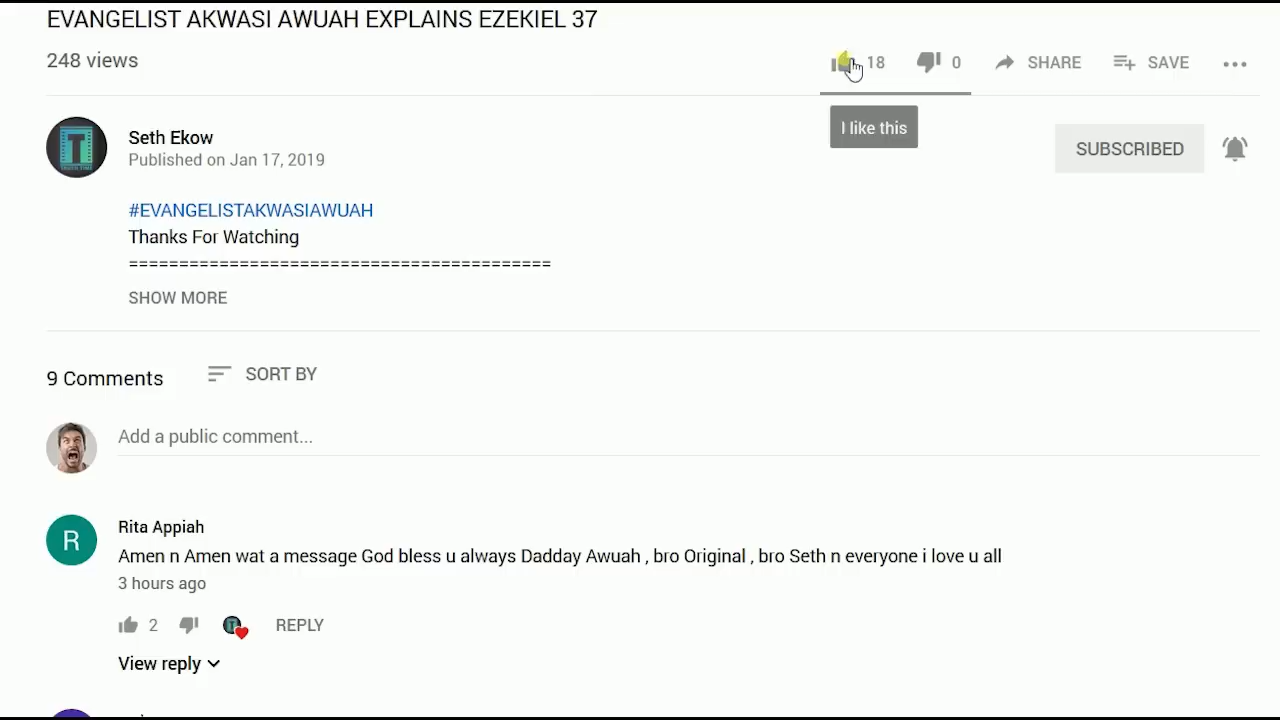 EVANGELIST AKWASI AWUAH EXPLAINS EZEKIEL 37
248 views
18 0 SHARE SAVE
I like this
Seth Ekow
Published on Jan 17, 2019
SUBSCRIBED
#EVANGELISTAKWASIAWUAH
Thanks For Watching
==========================================
SHOW MORE
9 Comments SORT BY
Add a public comment...
R
Rita Appiah
Amen n Amen wat a message God bless u always Dadday Awuah , bro Original , bro Seth n everyone i love u all
3 hours ago
2 REPLY
View reply